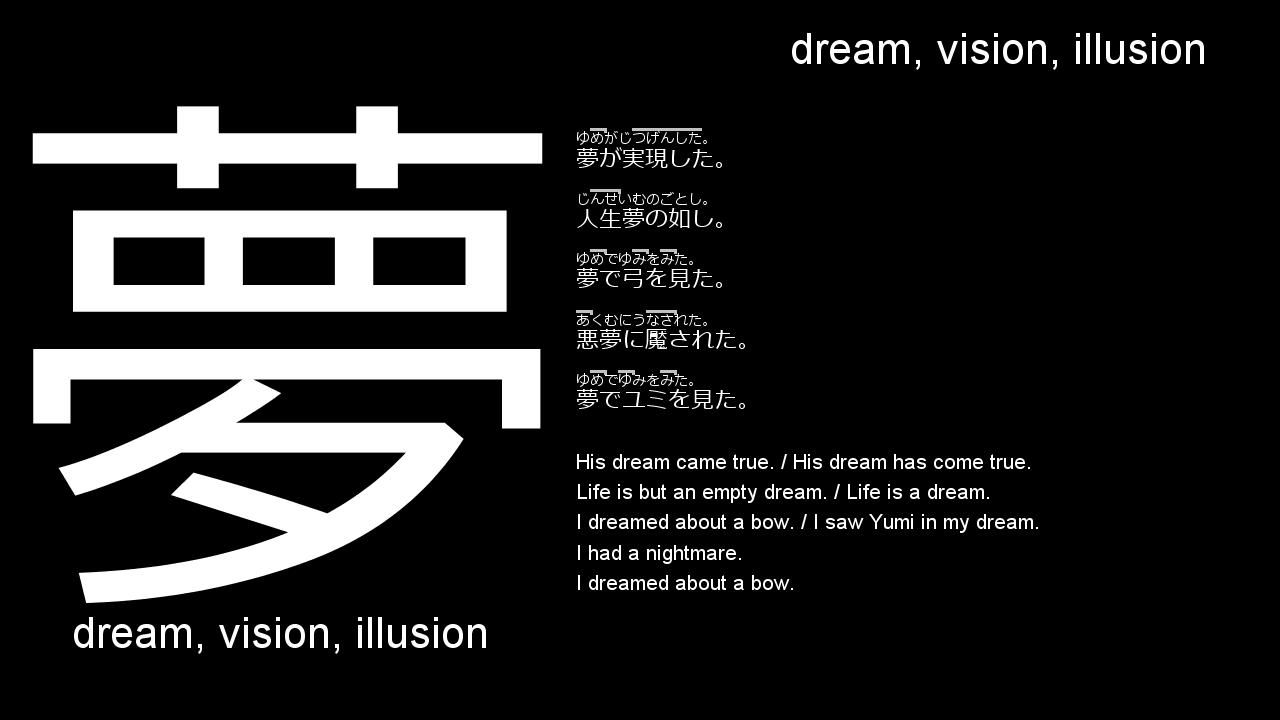 dream, vision, illusion
夢
ゆめがじつげんした。
夢が実現した。
じんせいむのごとし。
人生夢の如し。
ゆめでゆみをみた。
夢で弓を見た。
あくむにうなされた。
悪夢に魘された。
ゆめでゆみをみた。
夢でユミを見た。
His dream came true. / His dream has come true.
Life is but an empty dream. / Life is a dream.
I dreamed about a bow. / I saw Yumi in my dream.
I had a nightmare.
I dreamed about a bow.
dream, vision, illusion